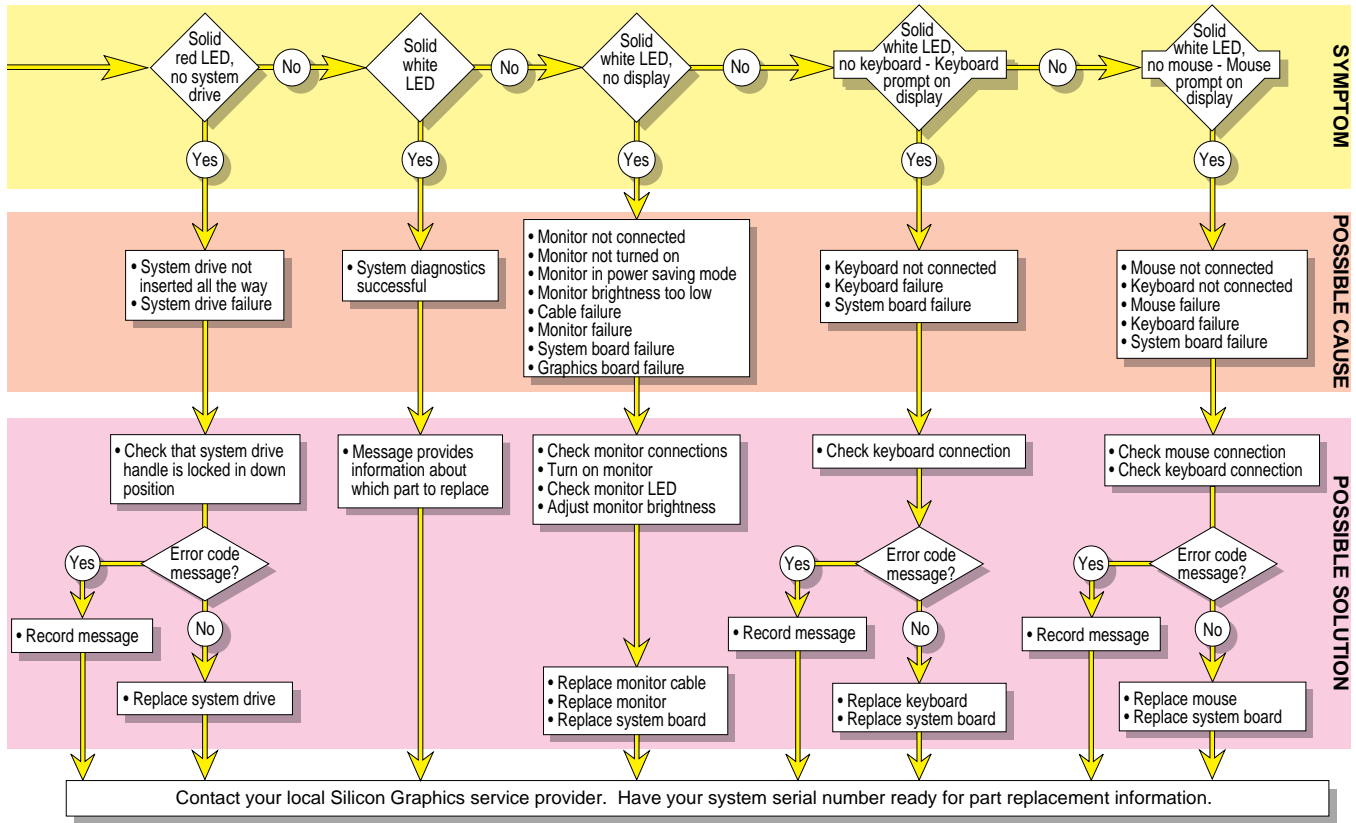 Solid
red LED,
no system
drive
No
Solid
white
LED
No
Solid
white LED,
no display
No
Solid
white LED,
no keyboard - Keyboard
prompt on
display
No
Solid
white LED,
no mouse - Mouse
prompt on
display
SYMPTOM
Yes
Yes
Yes
Yes
Yes
• System drive not
inserted all the way
• System drive failure
• System diagnostics
successful
• Monitor not connected
• Monitor not turned on
• Monitor in power saving mode
• Monitor brightness too low
• Cable failure
• Monitor failure
• System board failure
• Graphics board failure
• Keyboard not connected
• Keyboard failure
• System board failure
• Mouse not connected
• Keyboard not connected
• Mouse failure
• Keyboard failure
• System board failure
POSSIBLE CAUSE
• Check that system drive
handle is locked in down
position
• Message provides
information about
which part to replace
• Check monitor connections
• Turn on monitor
• Check monitor LED
• Adjust monitor brightness
• Check keyboard connection
• Check mouse connection
• Check keyboard connection
POSSIBLE SOLUTION
Yes
Error code
message?
No
• Record message
• Replace system drive
• Replace monitor cable
• Replace monitor
• Replace system board
Yes
Error code
message?
No
• Record message
• Replace keyboard
• Replace system board
Yes
Error code
message?
No
• Record message
• Replace mouse
• Replace system board
Contact your local Silicon Graphics service provider. Have your system serial number ready for part replacement information.